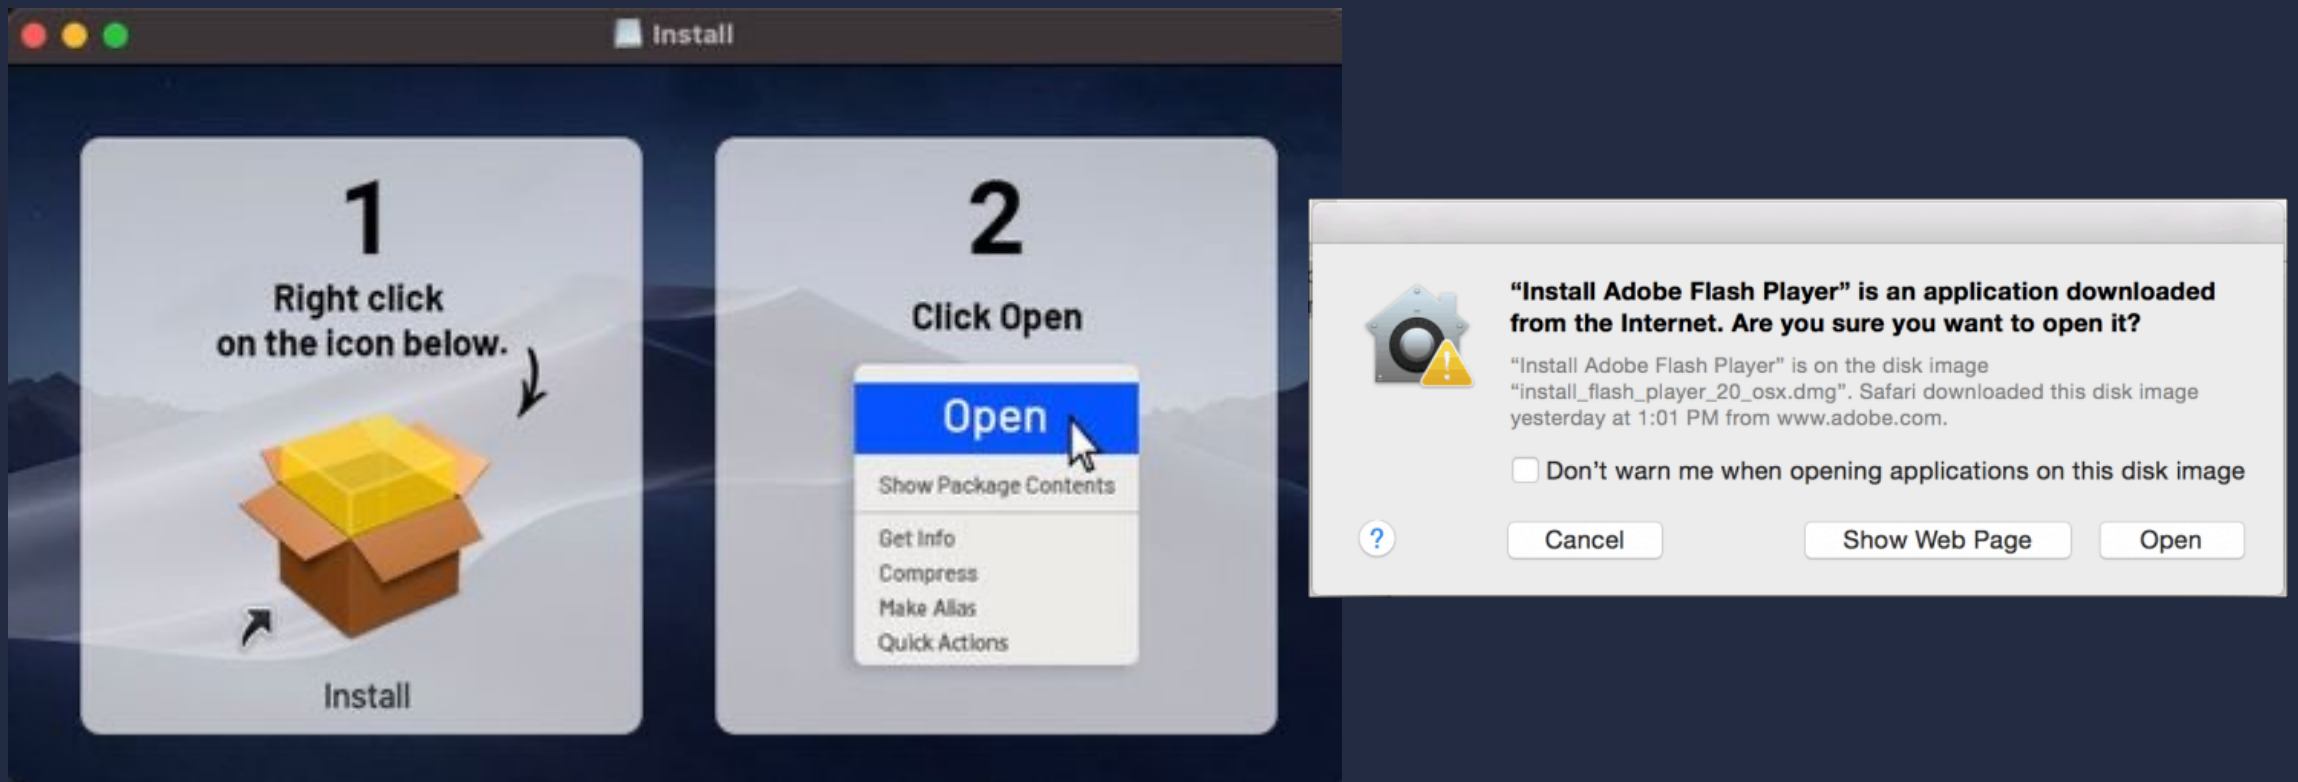 Install
1
Right click
on the icon below.
Install
2
Click Open
Open
Show Package Contents
Get Info
Compress
Make Alias
Quick Actions
“Install Adobe Flash Player” is an application downloaded
from the Internet. Are you sure you want to open it?
“Install Adobe Flash Player” is on the disk image
“install_flash_player_20_osx.dmg”. Safari downloaded this disk image
yesterday at 1:01 PM from www.adobe.com.
Don’t warn me when opening applications on this disk image
?
Cancel
Show Web Page
Open